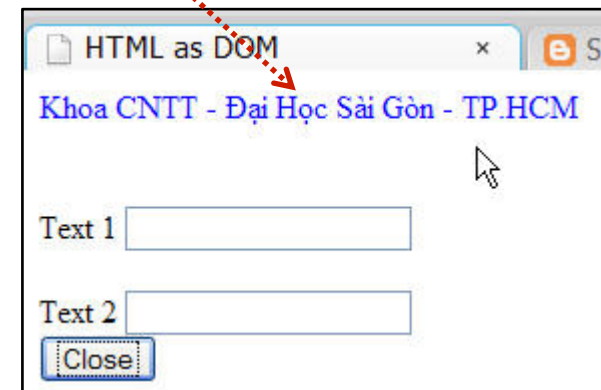 HTML as DOM × S
Khoa CNTT - Đại Học Sài Gòn - TP.HCM
Text 1
Text 2
Close